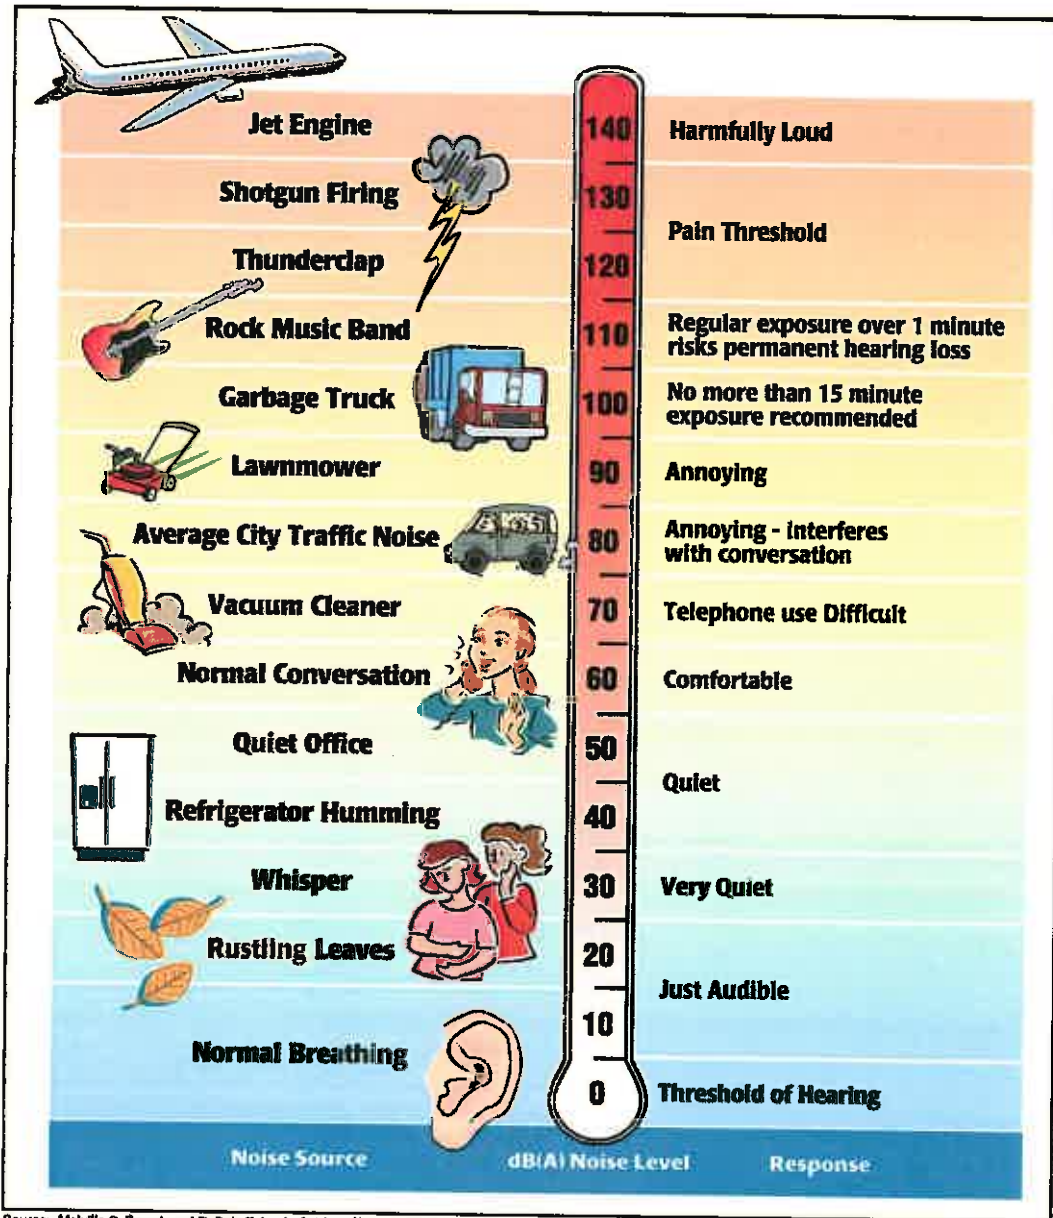 Jet Engine
140
Harmfully Loud
Shotgun Firing
130
Pain Threshold
Thunderclap
120
Rock Music Band
110
Regular exposure over 1 minute
risks permanent hearing loss
Garbage Truck
100
No more than 15 minute
exposure recommended
Lawnmower
90
Annoying
Average City Traffic Noise
80
Annoying - Interferes
with conversation
Vacuum Cleaner
70
Telephone use Difficult
Normal Conversation
60
Comfortable
Quiet Office
50
Quiet
Refrigerator Humming
40
Whisper
30
Very Quiet
Rustling Leaves
20
Just Audible
10
Normal Breathing
0
Threshold of Hearing
Noise Source
dB(A) Noise Level
Response